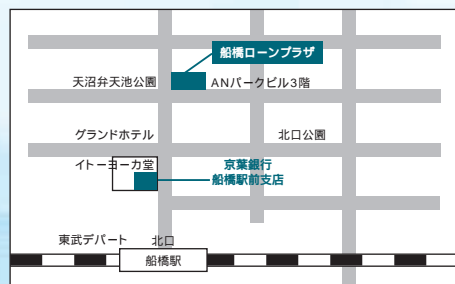 船橋ローンプラザ
天沼弁天池公園
ANパークビル3階
グランドホテル
北口公園
イトーヨーカ堂
京葉銀行
船橋駅前支店
東武デパート
北口
船橋駅